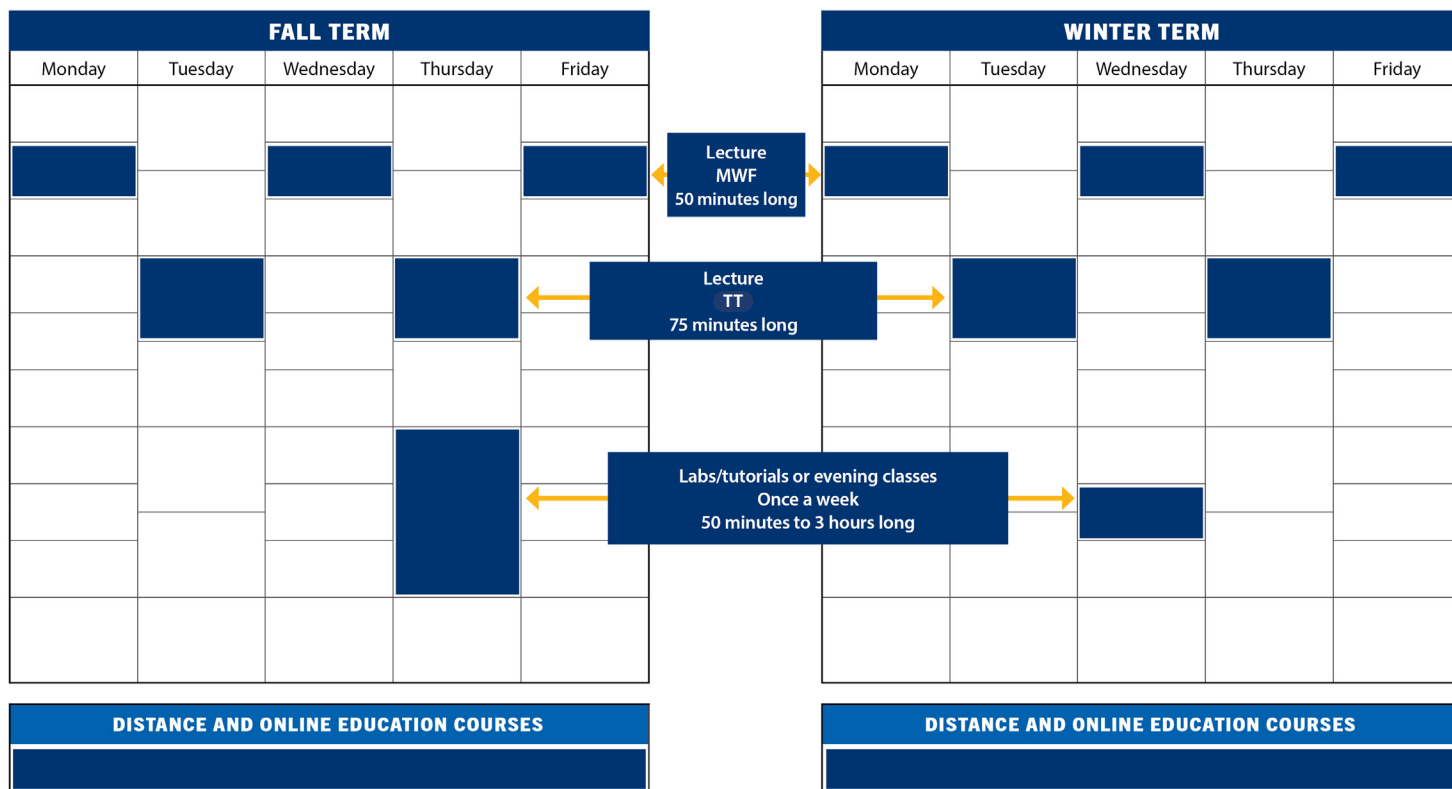 FALL TERM
Monday Tuesday Wednesday Thursday Friday
WINTER TERM
Monday Tuesday Wednesday Thursday Friday
Lecture
MWF
50 minutes long
Lecture
TT
75 minutes long
Labs/tutorials or evening classes
Once a week
50 minutes to 3 hours long
DISTANCE AND ONLINE EDUCATION COURSES
DISTANCE AND ONLINE EDUCATION COURSES